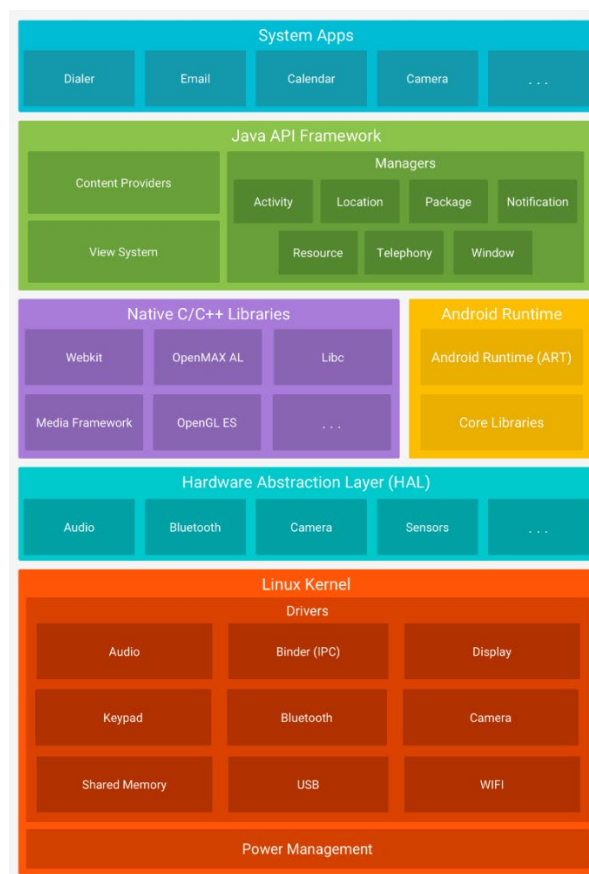 System Apps
Dialer
Email
Calendar
Camera
. . .
Java API Framework
Content Providers
View System
Managers
Activity
Location
Package
Notification
Resource
Telephony
Window
Native C/C++ Libraries
Webkit
OpenMAX AL
Libc
Media Framework
OpenGL ES
. . .
Android Runtime
Android Runtime (ART)
Core Libraries
Hardware Abstraction Layer (HAL)
Audio
Bluetooth
Camera
Sensors
. . .
Linux Kernel
Drivers
Audio
Binder (IPC)
Display
Keypad
Bluetooth
Camera
Shared Memory
USB
WIFI
Power Management